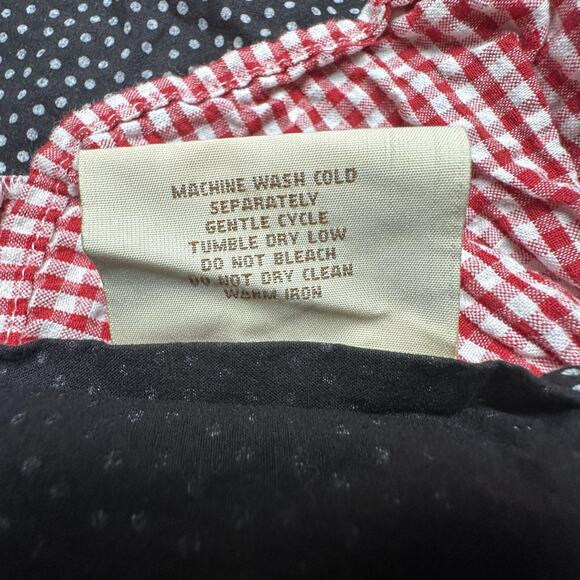 MACHINE WASH COLD
SEPARATELY
GENTLE CYCLE
TUMBLE DRY LOW
DO NOT BLEACH
DO NOT DRY CLEAN
WARM IRON